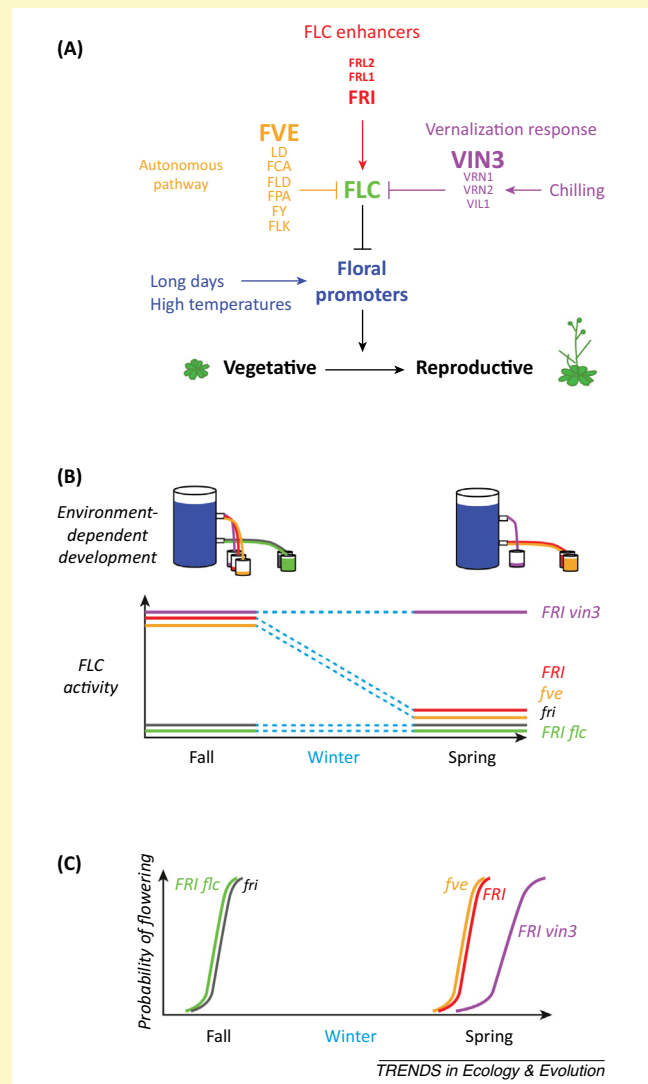 (A)
FLC enhancers
FRL2
FRL1
FRI
FVE
LD
FCA
FLD
FPA
FY
FLK
Autonomous
pathway
FLC
Vernalization response
VIN3
VRN1
VRN2
VIL1
Chilling
Long days
High temperatures
Floral
promoters
Vegetative
Reproductive
(B)
Environment-
dependent
development
FLC
activity
FRI vin3
FRI
fve
fri
FRI flc
Fall
Winter
Spring
(C)
Probability of flowering
FRI flc
fri
fve
FRI
FRI vin3
Fall
Winter
Spring
TRENDS in Ecology & Evolution